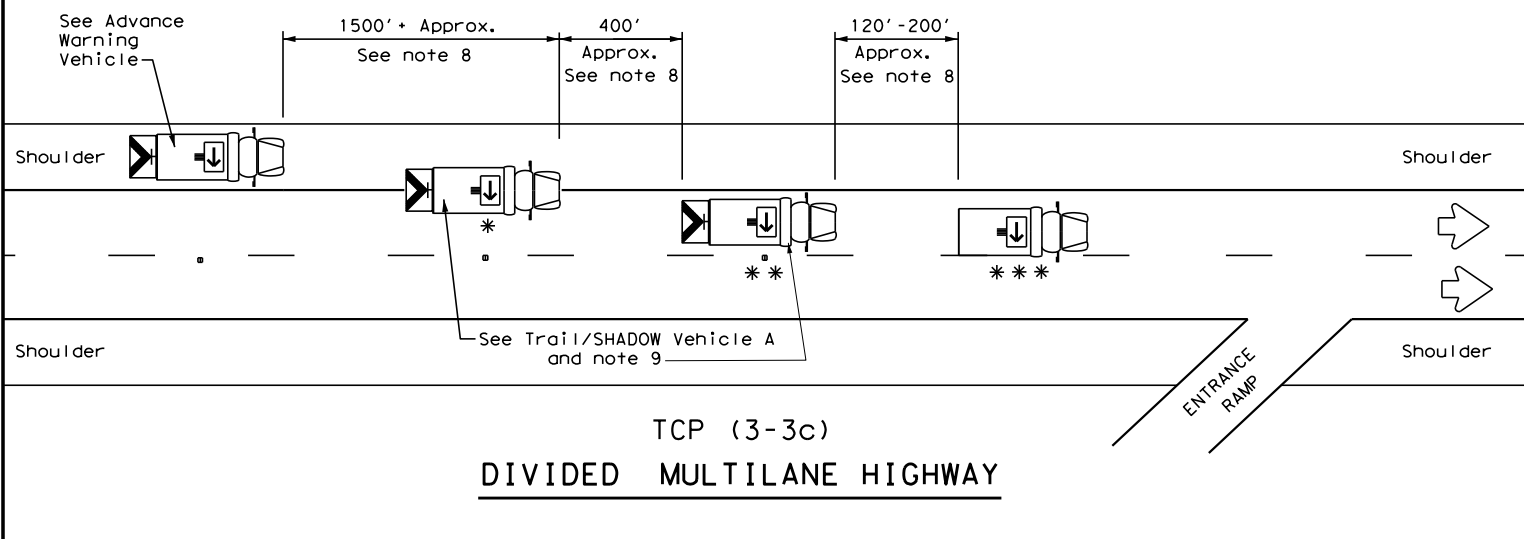 See Advance
Warning
Vehicle
1500'+ Approx.
See note 8
400'
Approx.
See note 8
120'-200'
Approx.
See note 8
Shoulder
Shoulder
*
**
***
See Trail/SHADOW Vehicle A
and note 9
Shoulder
Shoulder
ENTRANCE
RAMP
TCP (3-3c)
DIVIDED MULTILANE HIGHWAY